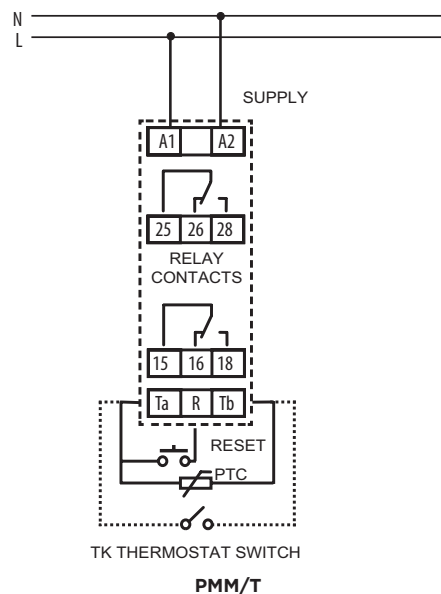 N
L
SUPPLY
A1 A2
25 26 28
RELAY
CONTACTS
15 16 18
Ta R Tb
RESET
PTC
TK THERMOSTAT SWITCH
PMM/T